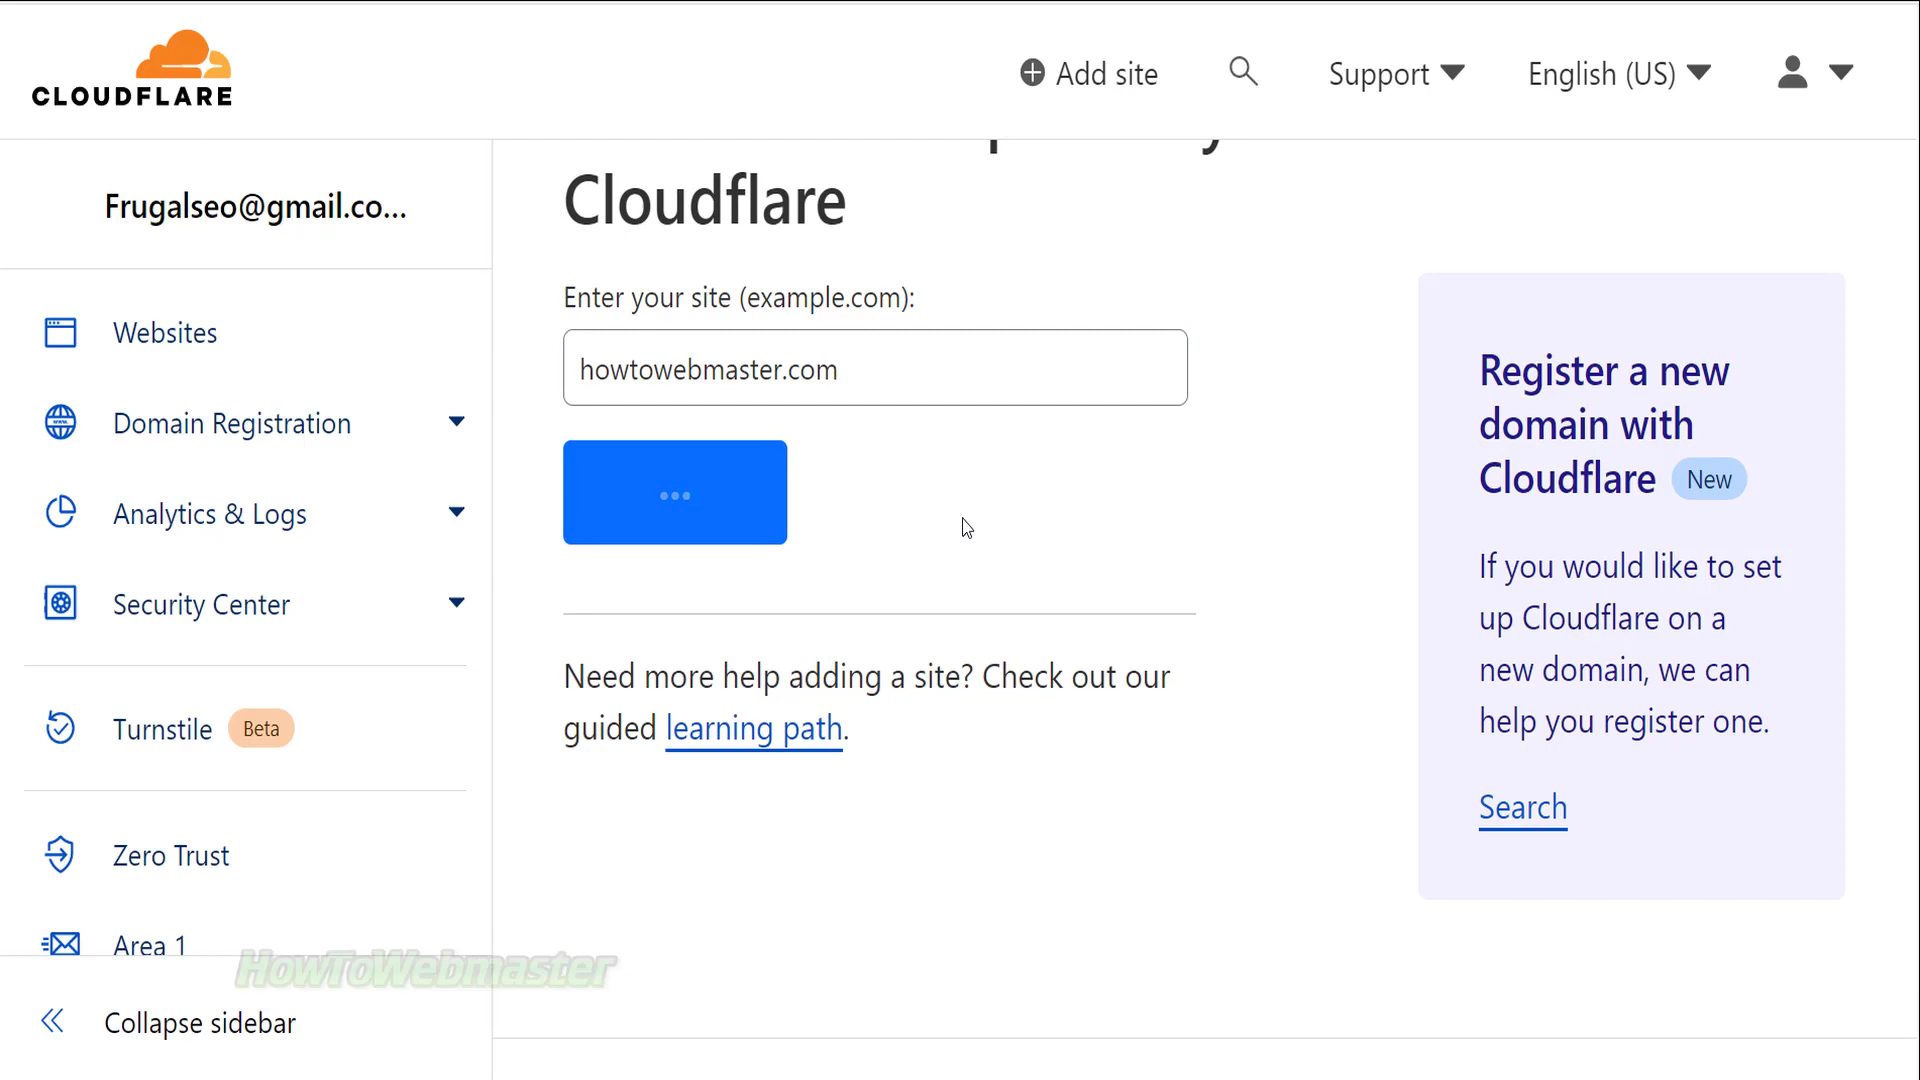 CLOUDFLARE
Add site
Support
English (US)
Frugalseo@gmail.co...
Websites
Domain Registration
Analytics & Logs
Security Center
Turnstile Beta
Zero Trust
Area 1
Collapse sidebar
Cloudflare
Enter your site (example.com):
howtowebmaster.com
Need more help adding a site? Check out our
guided learning path.
Register a new
domain with
Cloudflare New
If you would like to set
up Cloudflare on a
new domain, we can
help you register one.
Search
HowToWebmaster